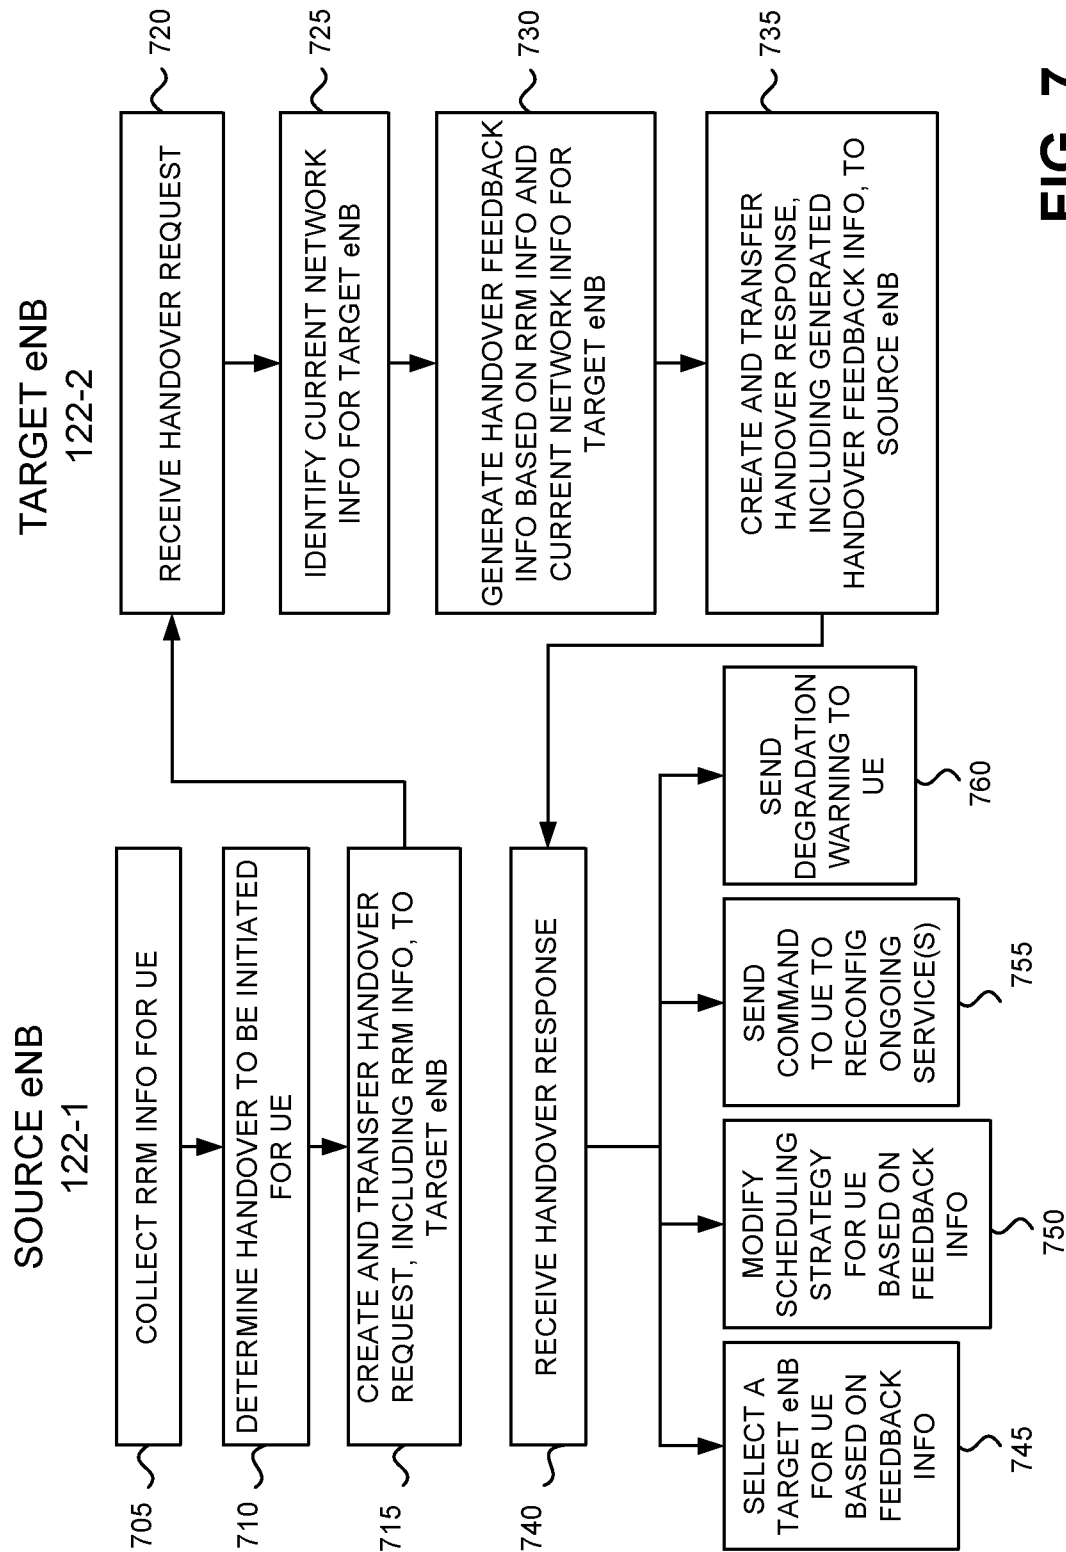 SOURCE eNB
122-1
COLLECT RRM INFO FOR UE
705
DETERMINE HANDOVER TO BE INITIATED
FOR UE
710
CREATE AND TRANSFER HANDOVER
REQUEST, INCLUDING RRM INFO, TO
TARGET eNB
715
TARGET eNB
122-2
RECEIVE HANDOVER REQUEST
720
IDENTIFY CURRENT NETWORK
INFO FOR TARGET eNB
725
GENERATE HANDOVER FEEDBACK
INFO BASED ON RRM INFO AND
CURRENT NETWORK INFO FOR
TARGET eNB
730
CREATE AND TRANSFER
HANDOVER RESPONSE,
INCLUDING GENERATED
HANDOVER FEEDBACK INFO, TO
SOURCE eNB
735
RECEIVE HANDOVER RESPONSE
740
SELECT A
TARGET eNB
FOR UE
BASED ON
FEEDBACK
INFO
745
MODIFY
SCHEDULING
STRATEGY
FOR UE
BASED ON
FEEDBACK
INFO
750
SEND
COMMAND
TO UE TO
RECONFIG
ONGOING
SERVICE(S)
755
SEND
DEGRADATION
WARNING TO
UE
760
FIG. 7